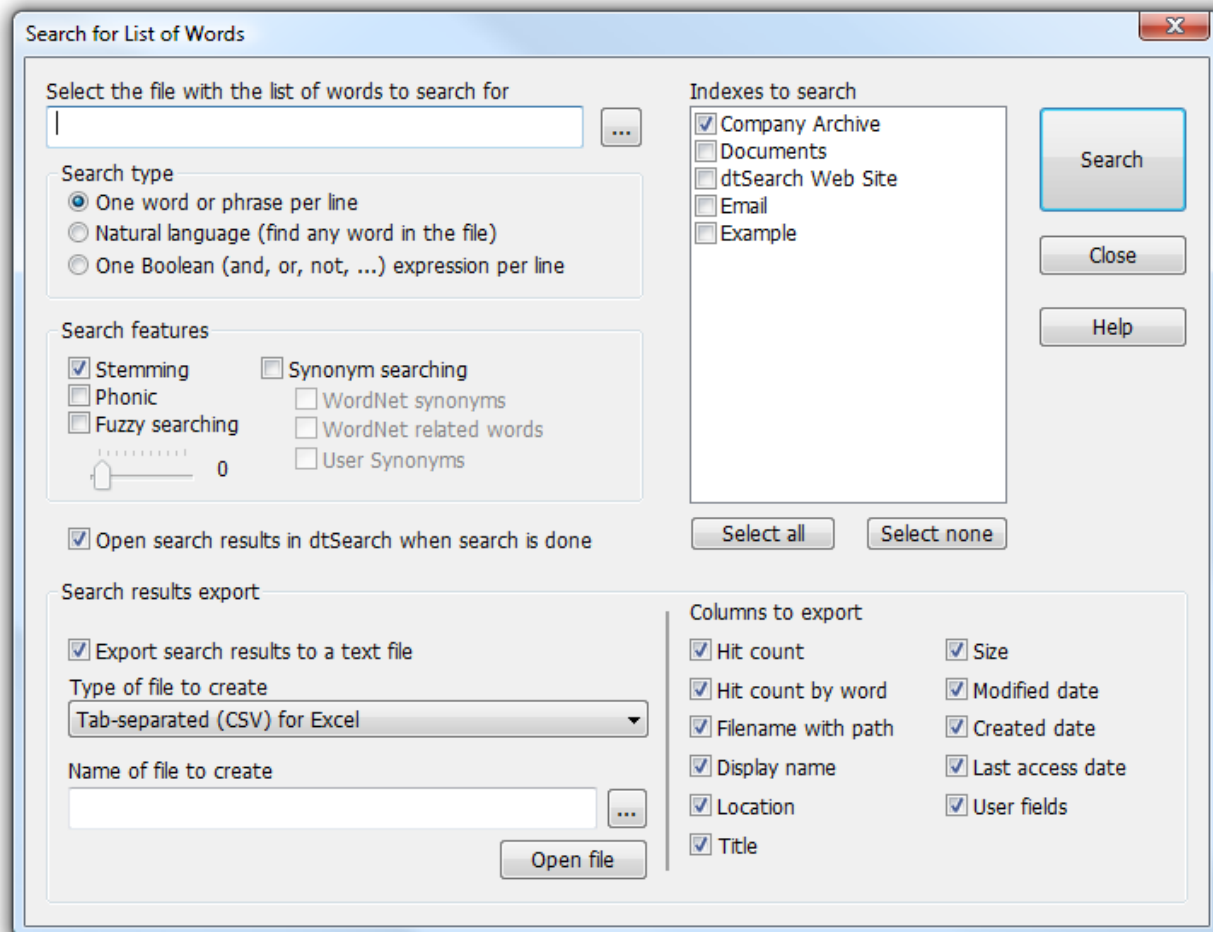 Search for List of Words
Select the file with the list of words to search for
...
Search type
One word or phrase per line
Natural language (find any word in the file)
One Boolean (and, or, not, ...) expression per line
Search features
Stemming
Phonic
Fuzzy searching
0
Synonym searching
WordNet synonyms
WordNet related words
User Synonyms
Open search results in dtSearch when search is done
Indexes to search
Company Archive
Documents
dtSearch Web Site
Email
Example
Select all
Select none
Search
Close
Help
Search results export
Export search results to a text file
Type of file to create
Tab-separated (CSV) for Excel
Name of file to create
...
Open file
Columns to export
Hit count
Hit count by word
Filename with path
Display name
Location
Title
Size
Modified date
Created date
Last access date
User fields